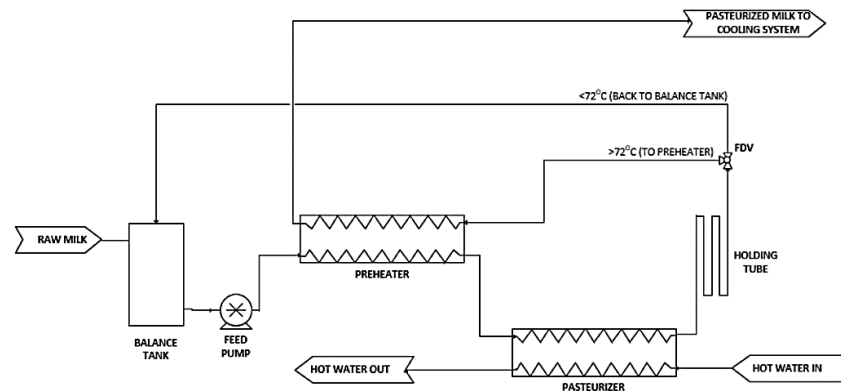 PASTEURIZED MILK TO
COOLING SYSTEM
<72°C (BACK TO BALANCE TANK)
FDV
>72°C (TO PREHEATER)
RAW MILK
PREHEATER
HOLDING
TUBE
BALANCE
TANK
FEED
PUMP
HOT WATER OUT
HOT WATER IN
PASTEURIZER